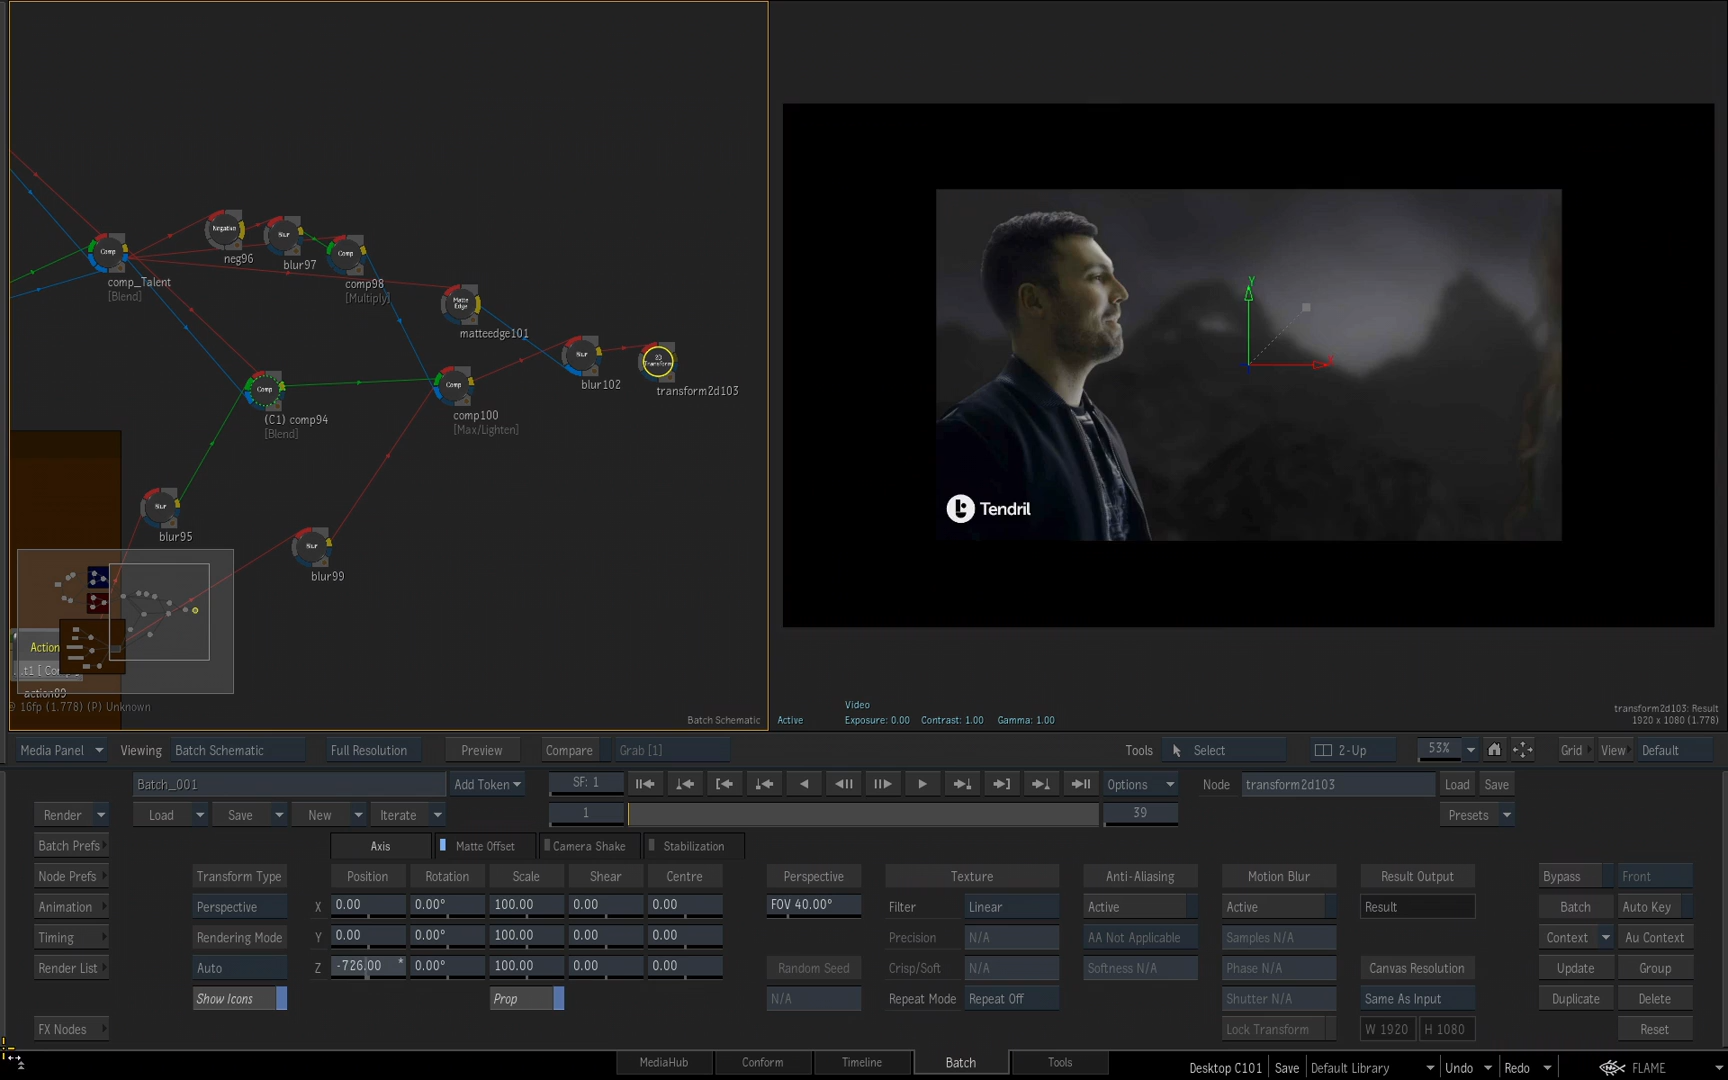 Comp
comp_Talent
[Blend]
Negative
neg96
Blur
blur97
Comp
comp98
[Multiply]
Matte
Edge
matteedge101
Comp
(C1) comp94
[Blend]
Comp
comp100
[Max/Lighten]
Blur
blur102
2D
Transform
transform2d103
Blur
blur95
Blur
blur99
Action
action89
16fp (1.778) (P) Unknown
Batch Schematic
Y
X
Tendril
Video
Active
Exposure: 0.00 Contrast: 1.00 Gamma: 1.00
transform2d103: Result
1920 x 1080 (1.778)
Media Panel Viewing Batch Schematic Full Resolution Preview Compare Grab [1] Tools Select 2-Up 53% Grid View Default
Batch_001 Add Token SF: 1 Options Node transform2d103 Load Save
Render Load Save New Iterate 1 39 Presets
Batch Prefs Axis Matte Offset Camera Shake Stabilization
Node Prefs Transform Type Position Rotation Scale Shear Centre Perspective Texture Anti-Aliasing Motion Blur Result Output Bypass Front
Animation Perspective X 0.00 0.00° 100.00 0.00 0.00 FOV 40.00° Filter Linear Active Active Result Batch Auto Key
Timing Rendering Mode Y 0.00 0.00° 100.00 0.00 0.00 Precision N/A AA Not Applicable Samples N/A Context Au Context
Render List Auto Z -726.00 * 0.00° 100.00 0.00 0.00 Random Seed Crisp/Soft N/A Softness N/A Phase N/A Canvas Resolution Update Group
Show Icons Prop N/A Repeat Mode Repeat Off Shutter N/A Same As Input Duplicate Delete
FX Nodes Lock Transform W 1920 H 1080 Reset
MediaHub Conform Timeline Batch Tools Desktop C101 Save Default Library Undo Redo FLAME